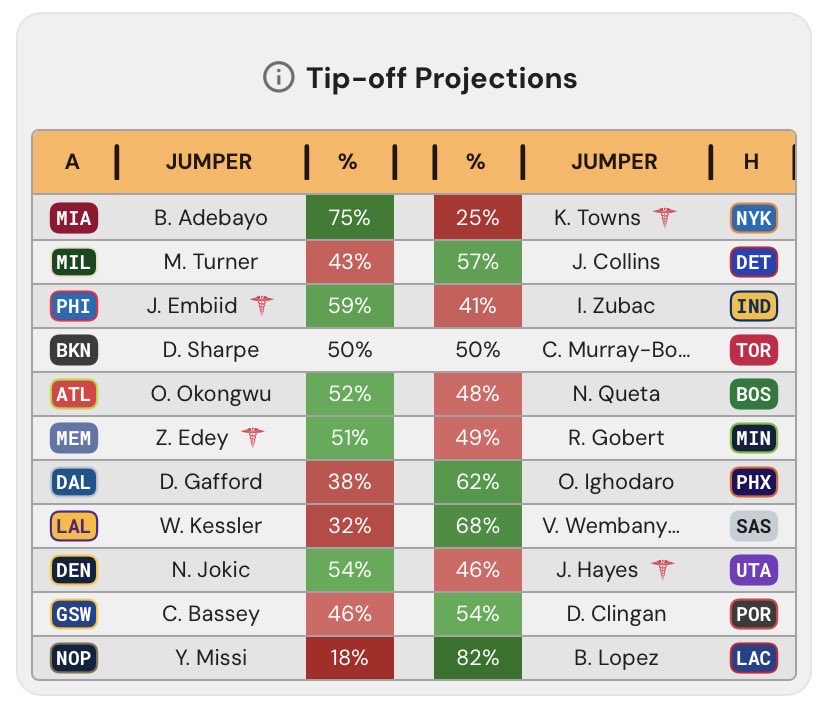 Tip-off Projections
A JUMPER % % JUMPER H
MIA B. Adebayo 75% 25% K. Towns NYK
MIL M. Turner 43% 57% J. Collins DET
PHI J. Embiid 59% 41% I. Zubac IND
BKN D. Sharpe 50% 50% C. Murray-Bo... TOR
ATL O. Okongwu 52% 48% N. Queta BOS
MEM Z. Edey 51% 49% R. Gobert MIN
DAL D. Gafford 38% 62% O. Ighodaro PHX
LAL W. Kessler 32% 68% V. Wembany... SAS
DEN N. Jokic 54% 46% J. Hayes UTA
GSW C. Bassey 46% 54% D. Clingan POR
NOP Y. Missi 18% 82% B. Lopez LAC